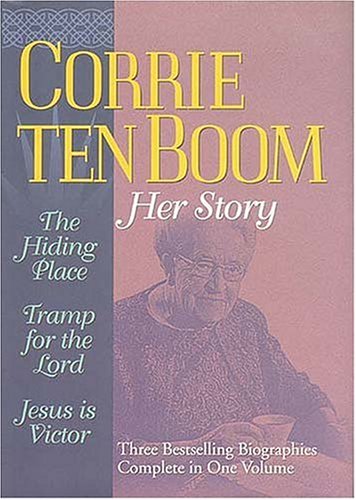 CORRIE
TEN BOOM
Her Story
The
Hiding
Place
Tramp
for the
Lord
Jesus is
Victor
Three Bestselling Biographies
Complete in One Volume